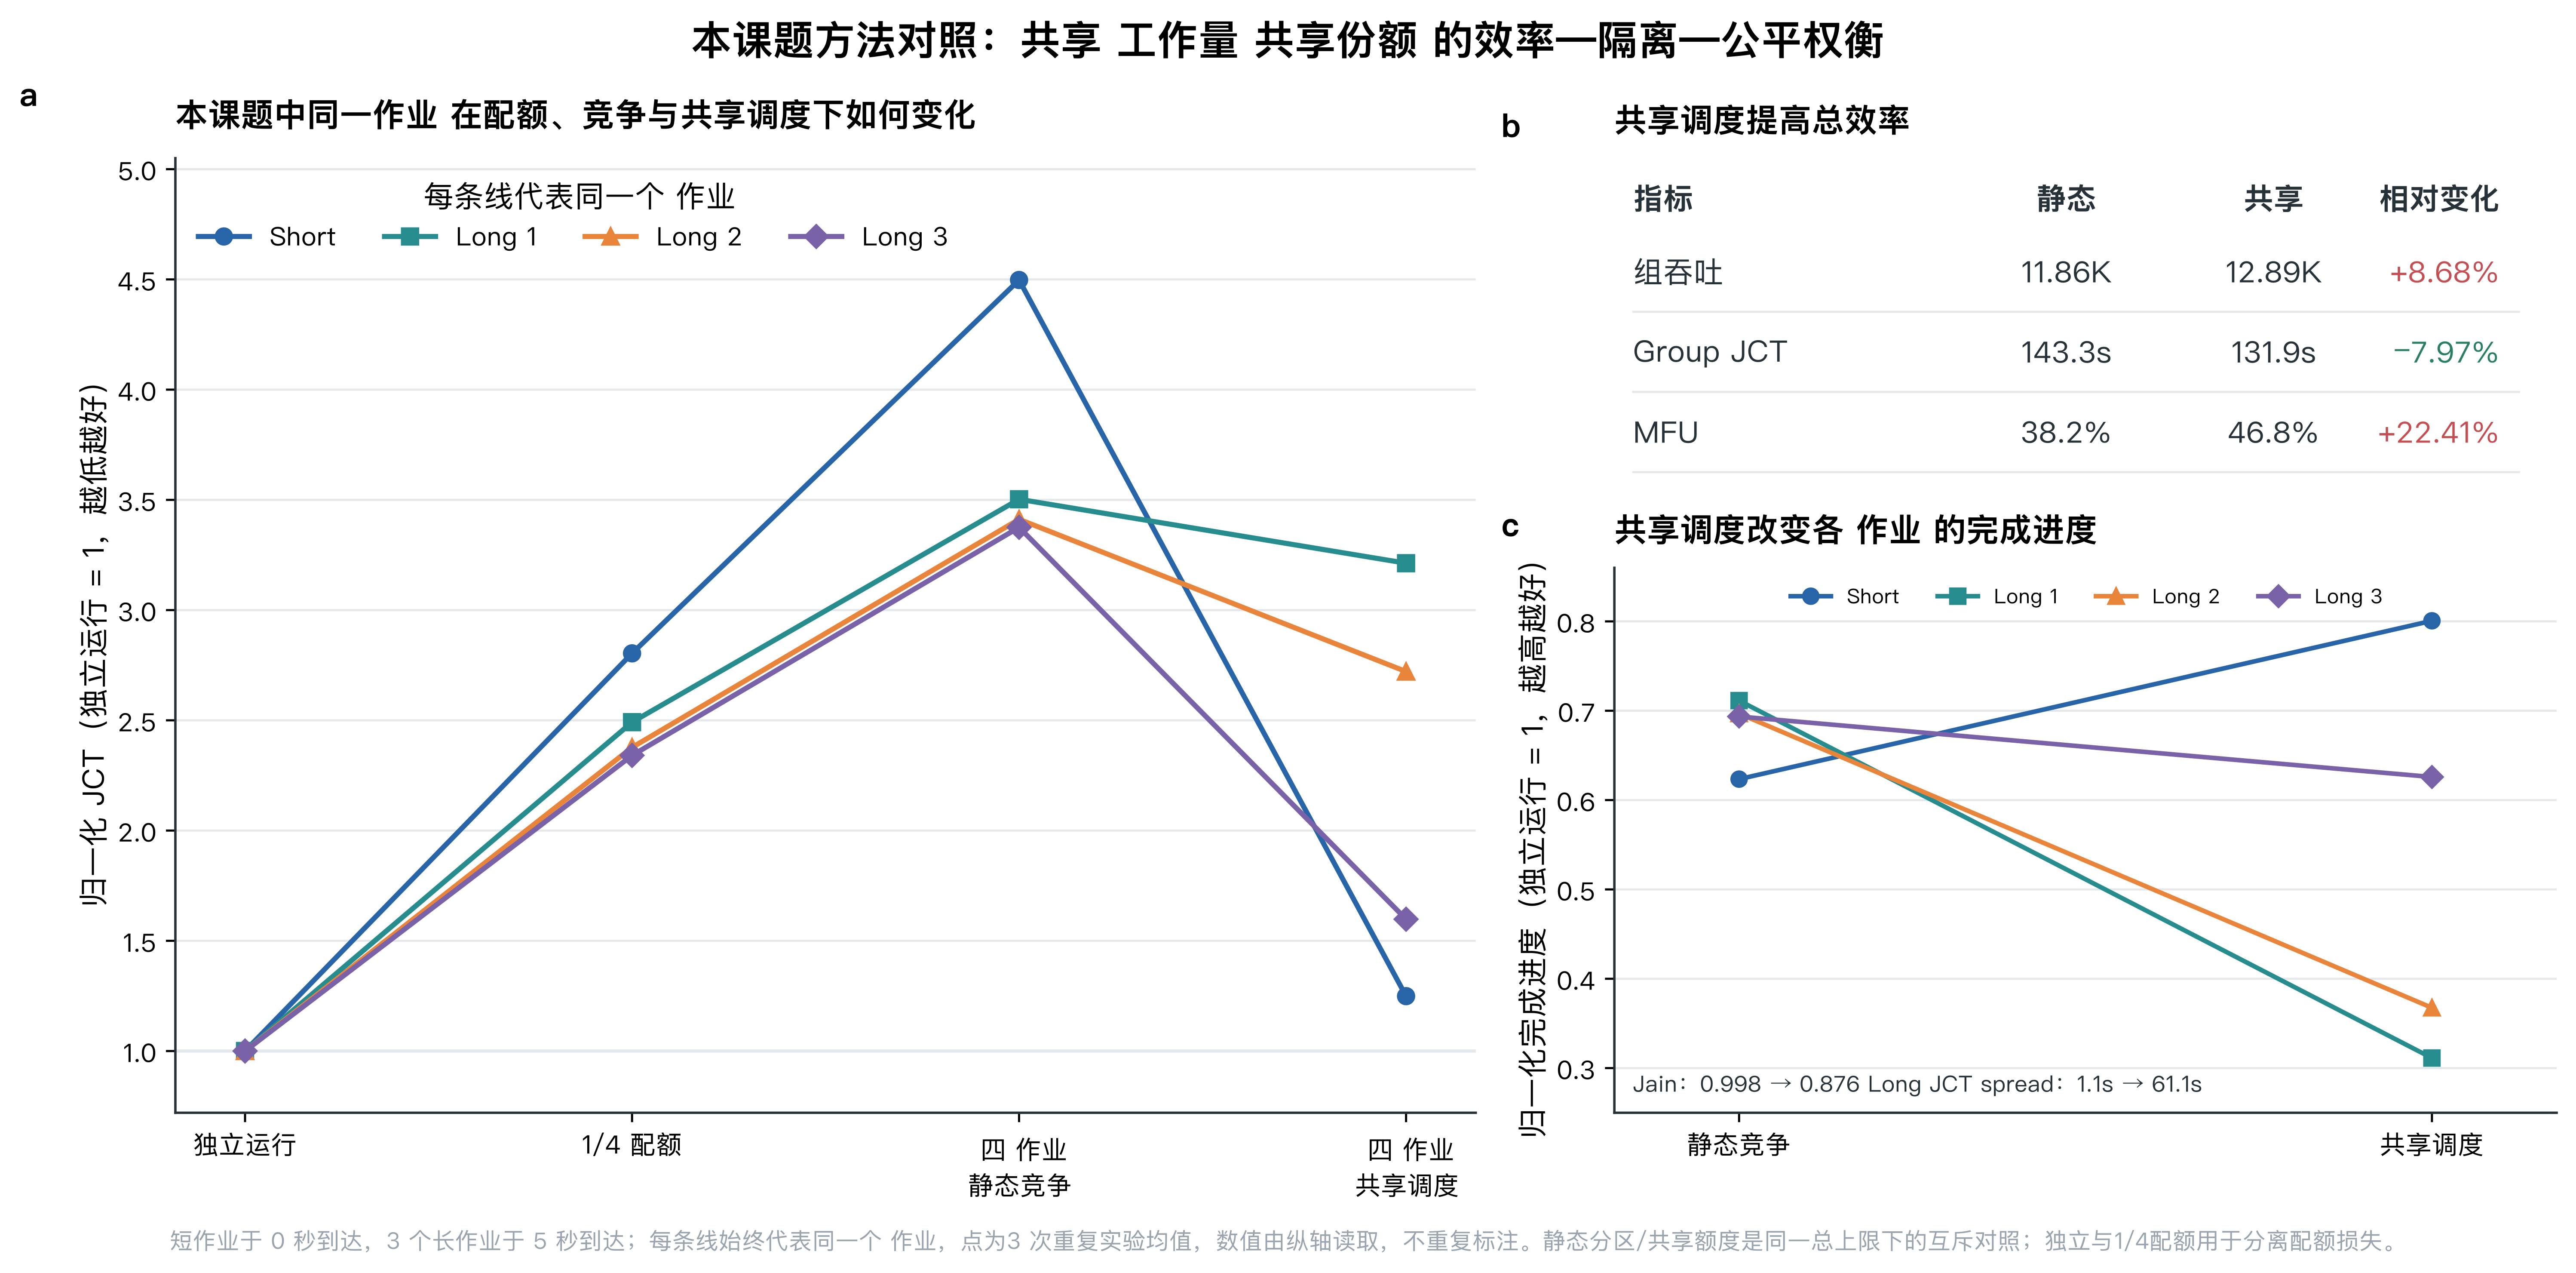 本课题方法对照：共享 工作量 共享份额 的效率—隔离—公平权衡
a
本课题中同一作业 在配额、竞争与共享调度下如何变化
归一化 JCT（独立运行 = 1，越低越好）
5.0
4.5
4.0
3.5
3.0
2.5
2.0
1.5
1.0
每条线代表同一个 作业
Short Long 1 Long 2 Long 3
独立运行
1/4 配额
四 作业
静态竞争
四 作业
共享调度
b
共享调度提高总效率
指标 静态 共享 相对变化
组吞吐 11.86K 12.89K +8.68%
Group JCT 143.3s 131.9s −7.97%
MFU 38.2% 46.8% +22.41%
c
共享调度改变各 作业 的完成进度
归一化完成进度（独立运行 = 1，越高越好）
Short Long 1 Long 2 Long 3
0.8
0.7
0.6
0.5
0.4
0.3
Jain：0.998 → 0.876 Long JCT spread：1.1s → 61.1s
静态竞争
共享调度
短作业于 0 秒到达，3 个长作业于 5 秒到达；每条线始终代表同一个 作业，点为3 次重复实验均值，数值由纵轴读取，不重复标注。静态分区/共享额度是同一总上限下的互斥对照；独立与1/4配额用于分离配额损失。